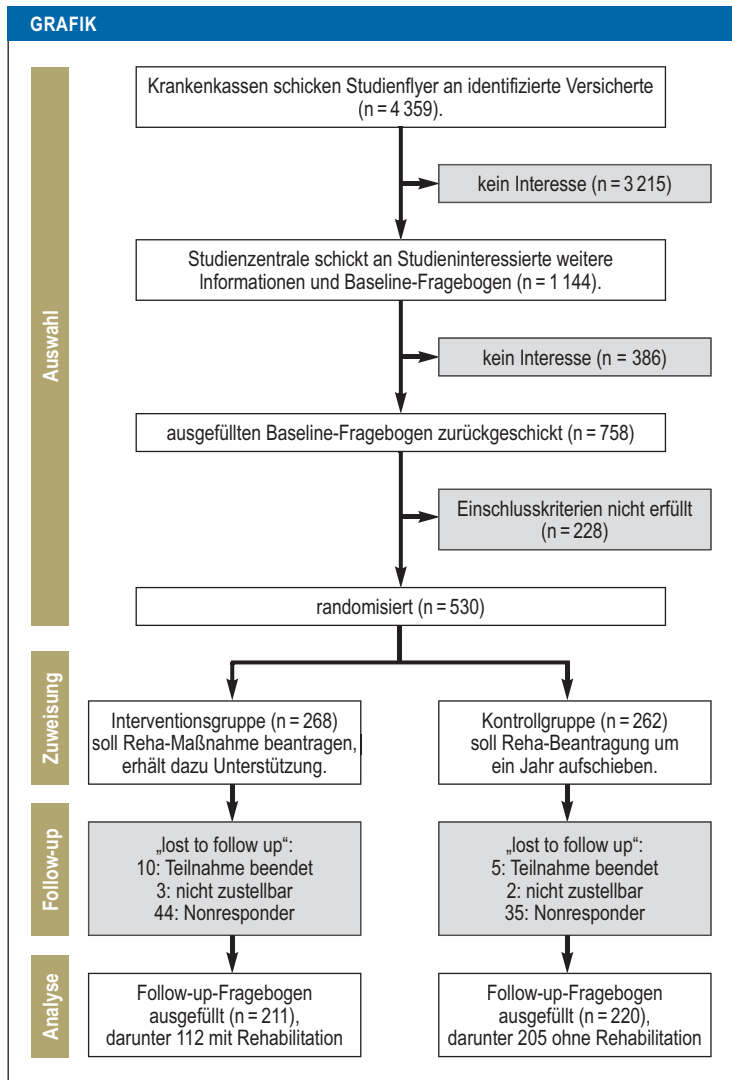 GRAFIK
Auswahl
Krankenkassen schicken Studienflyer an identifizierte Versicherte
(n = 4 359).
kein Interesse (n = 3 215)
Studienzentrale schickt an Studieninteressierte weitere
Informationen und Baseline-Fragebogen (n = 1 144).
kein Interesse (n = 386)
ausgefüllten Baseline-Fragebogen zurückgeschickt (n = 758)
Einschlusskriterien nicht erfüllt
(n = 228)
randomisiert (n = 530)
Zuweisung
Interventionsgruppe (n = 268)
soll Reha-Maßnahme beantragen,
erhält dazu Unterstützung.
Kontrollgruppe (n = 262)
soll Reha-Beantragung um
ein Jahr aufschieben.
Follow-up
„lost to follow up“:
10: Teilnahme beendet
3: nicht zustellbar
44: Nonresponder
„lost to follow up“:
5: Teilnahme beendet
2: nicht zustellbar
35: Nonresponder
Analyse
Follow-up-Fragebogen
ausgefüllt (n = 211),
darunter 112 mit Rehabilitation
Follow-up-Fragebogen
ausgefüllt (n = 220),
darunter 205 ohne Rehabilitation